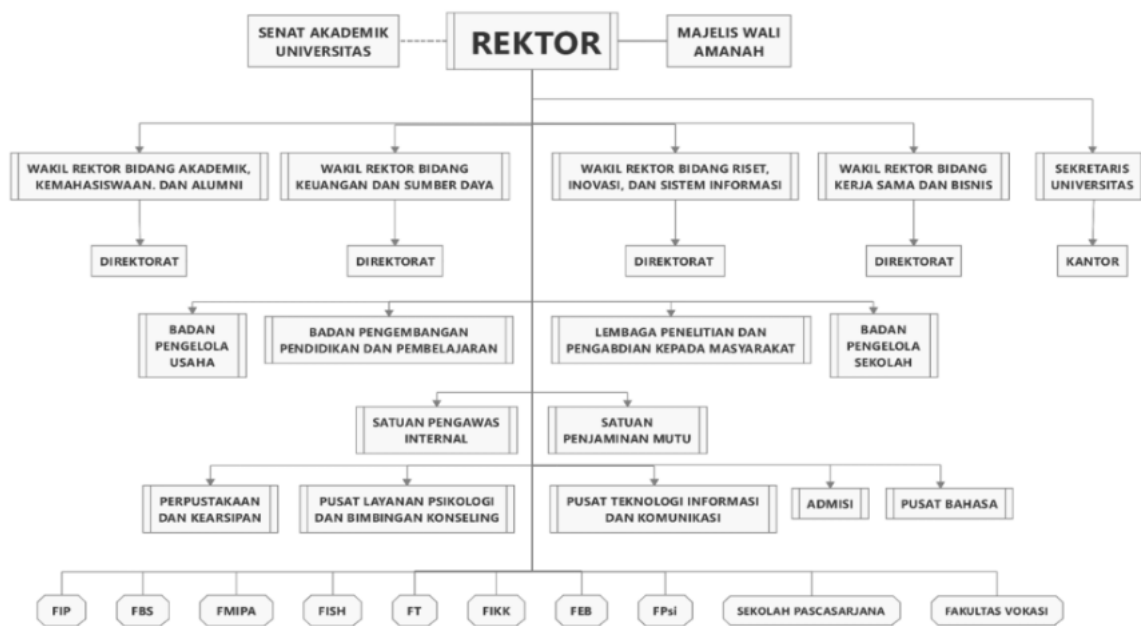 SENAT AKADEMIK
UNIVERSITAS
REKTOR
MAJELIS WALI
AMANAH
WAKIL REKTOR BIDANG AKADEMIK,
KEMAHASISWAAN. DAN ALUMNI
WAKIL REKTOR BIDANG
KEUANGAN DAN SUMBER DAYA
WAKIL REKTOR BIDANG RISET,
INOVASI, DAN SISTEM INFORMASI
WAKIL REKTOR BIDANG
KERJA SAMA DAN BISNIS
SEKRETARIS
UNIVERSITAS
DIREKTORAT
DIREKTORAT
DIREKTORAT
DIREKTORAT
KANTOR
BADAN
PENGELOLA
USAHA
BADAN PENGEMBANGAN
PENDIDIKAN DAN PEMBELAJARAN
LEMBAGA PENELITIAN DAN
PENGABDIAN KEPADA MASYARAKAT
BADAN
PENGELOLA
SEKOLAH
SATUAN PENGAWAS
INTERNAL
SATUAN
PENJAMINAN MUTU
PERPUSTAKAAN
DAN KEARSIPAN
PUSAT LAYANAN PSIKOLOGI
DAN BIMBINGAN KONSELING
PUSAT TEKNOLOGI INFORMASI
DAN KOMUNIKASI
ADMISI
PUSAT BAHASA
FIP
FBS
FMIPA
FISH
FT
FIKK
FEB
FPsi
SEKOLAH PASCASARJANA
FAKULTAS VOKASI